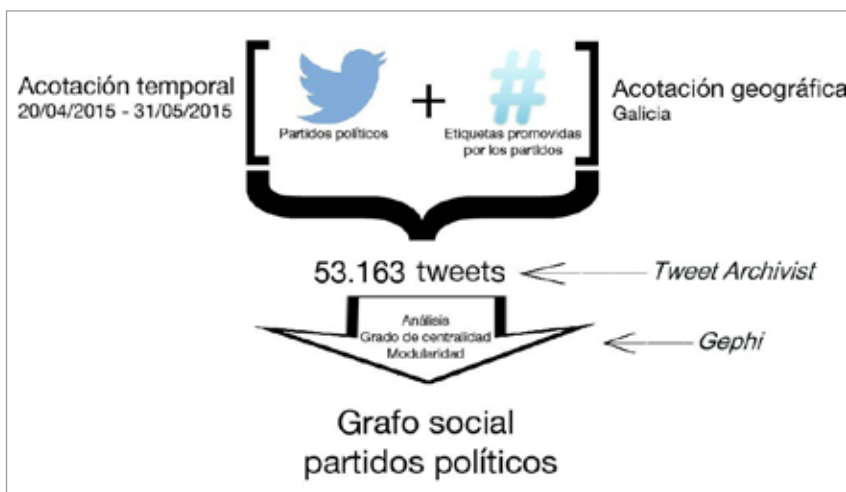 Acotación temporal
20/04/2015 - 31/05/2015
Partidos políticos
+
#
Etiquetas promovidas
por los partidos
Acotación geográfica
Galicia
53.163 tweets
Tweet Archivist
Análisis
Grado de centralidad
Modularidad
Gephi
Grafo social
partidos políticos